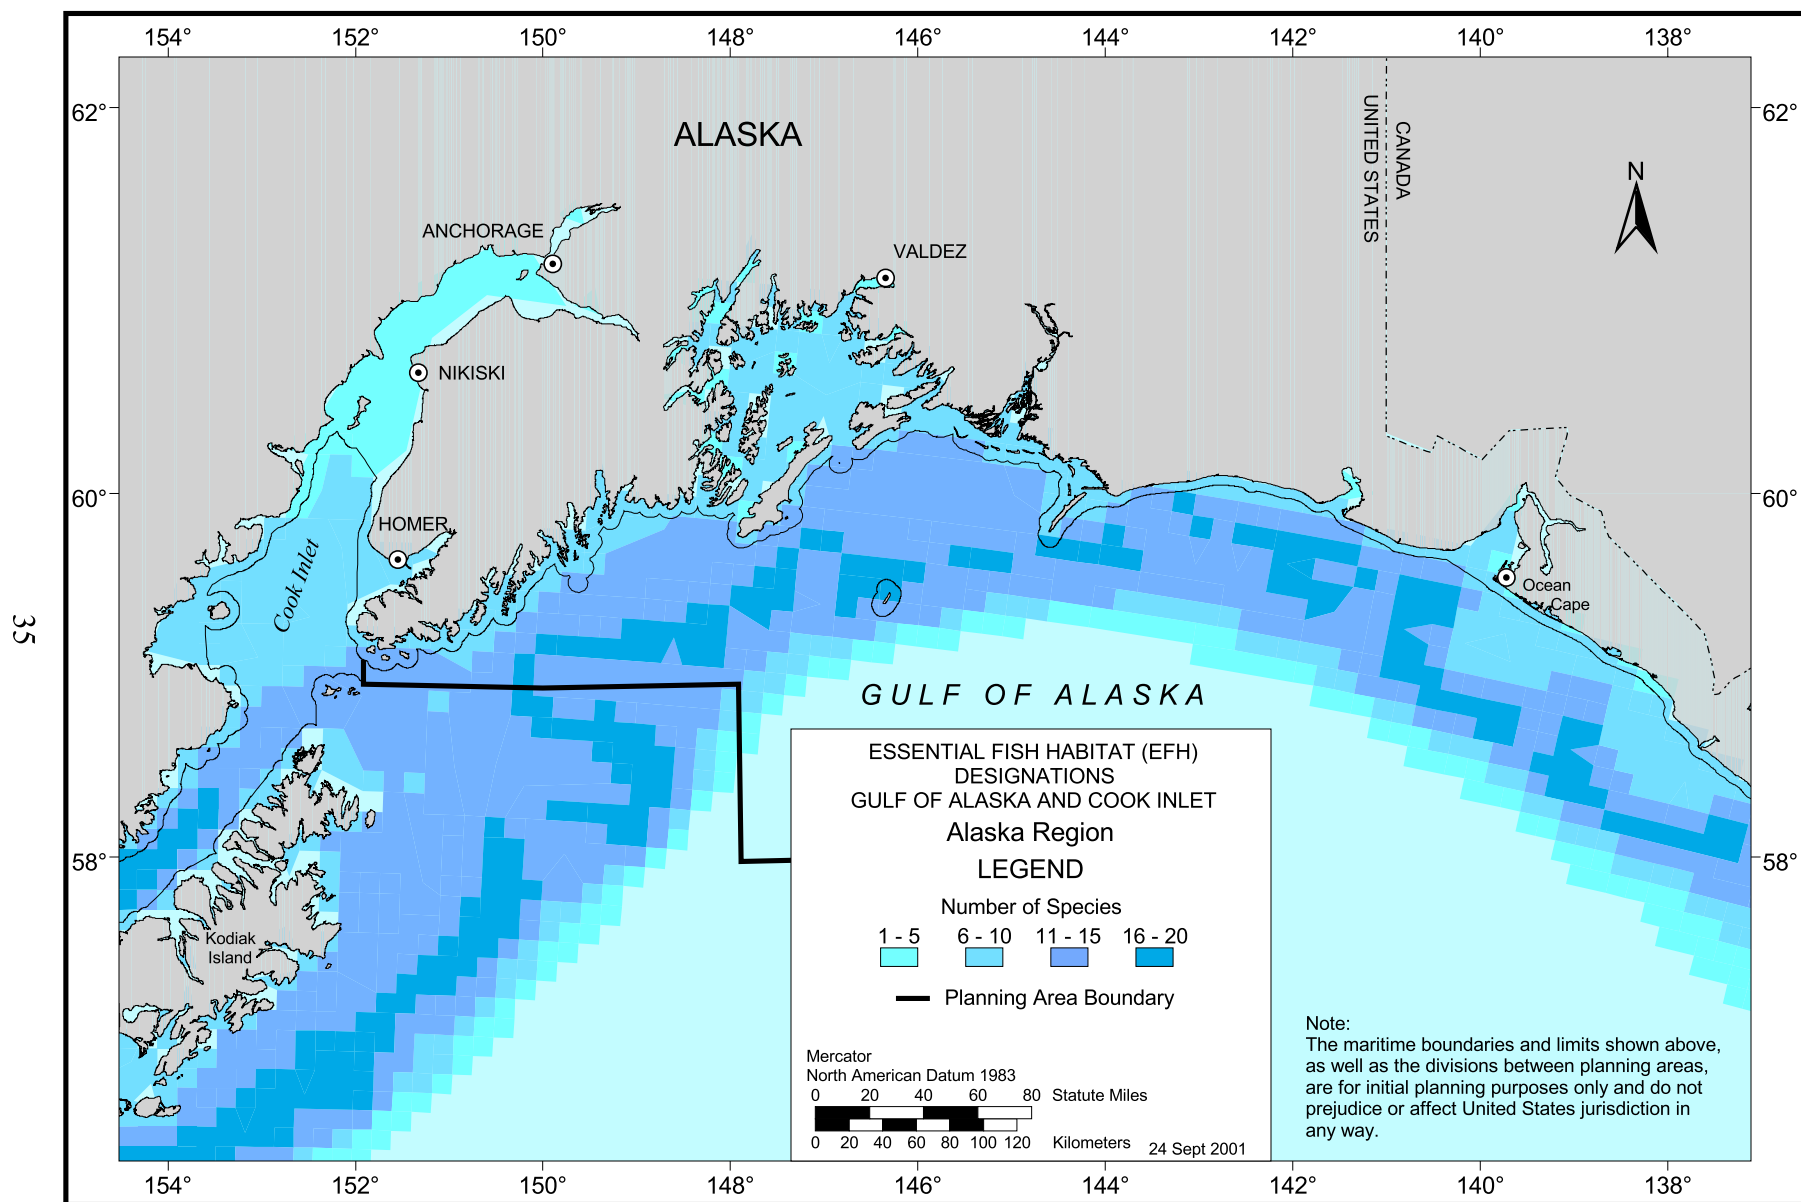 154° 152° 150° 148° 146° 144° 142° 140° 138°
62° 62°
ALASKA
CANADA
UNITED STATES
N
ANCHORAGE
VALDEZ
NIKISKI
60° 60°
HOMER
Cook Inlet
Ocean
Cape
35
GULF OF ALASKA
ESSENTIAL FISH HABITAT (EFH)
DESIGNATIONS
GULF OF ALASKA AND COOK INLET
Alaska Region
LEGEND
58° 58°
Number of Species
1 - 5 6 - 10 11 - 15 16 - 20
Planning Area Boundary
Kodiak
Island
Mercator
North American Datum 1983
0 20 40 60 80 Statute Miles
0 20 40 60 80 100 120 Kilometers
24 Sept 2001
Note:
The maritime boundaries and limits shown above,
as well as the divisions between planning areas,
are for initial planning purposes only and do not
prejudice or affect United States jurisdiction in
any way.
154° 152° 150° 148° 146° 144° 142° 140° 138°